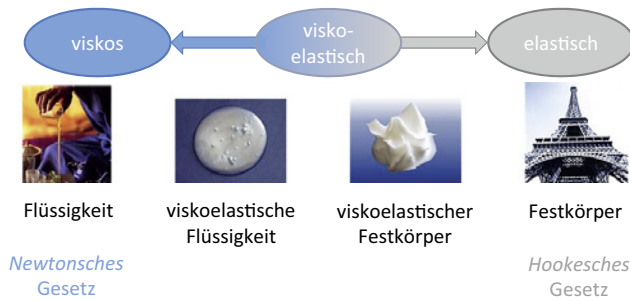 viskos
visko-
elastisch
elastisch
Flüssigkeit
viskoelastische
Flüssigkeit
viskoelastischer
Festkörper
Festkörper
Newtonsches
Gesetz
Hookesches
Gesetz